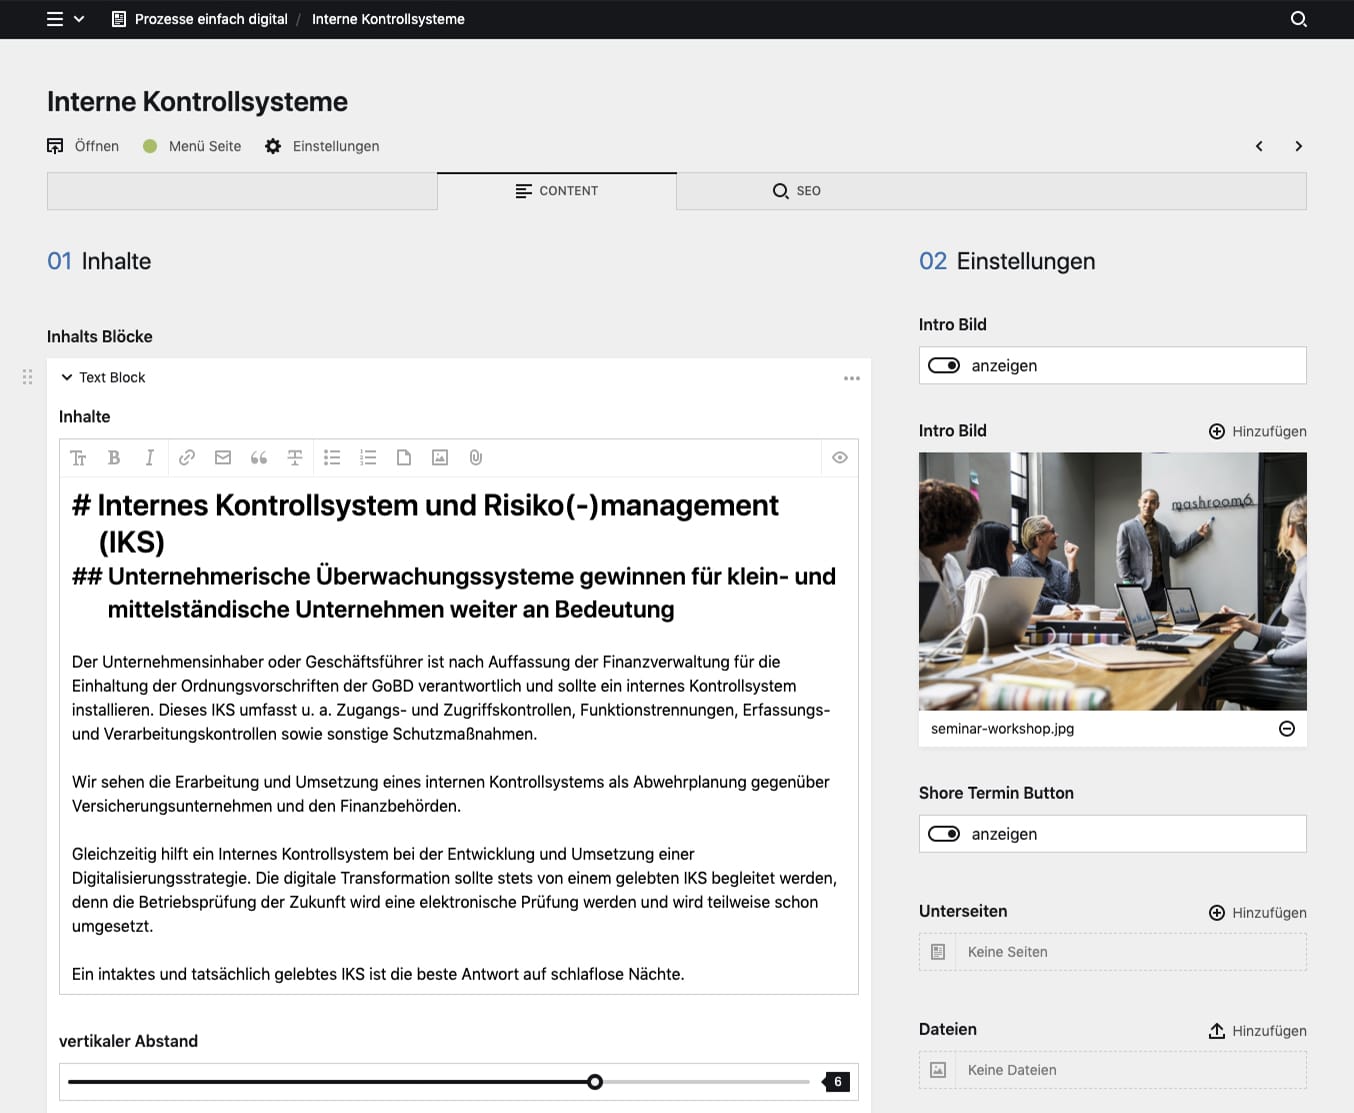 Prozesse einfach digital / Interne Kontrollsysteme
Interne Kontrollsysteme
Öffnen
Menü Seite
Einstellungen
CONTENT
SEO
01 Inhalte
Inhalts Blöcke
Text Block
Inhalte
# Internes Kontrollsystem und Risiko(-)management
(IKS)
## Unternehmerische Überwachungssysteme gewinnen für klein- und
mittelständische Unternehmen weiter an Bedeutung
Der Unternehmensinhaber oder Geschäftsführer ist nach Auffassung der Finanzverwaltung für die
Einhaltung der Ordnungsvorschriften der GoBD verantwortlich und sollte ein internes Kontrollsystem
installieren. Dieses IKS umfasst u. a. Zugangs- und Zugriffskontrollen, Funktionstrennungen, Erfassungs-
und Verarbeitungskontrollen sowie sonstige Schutzmaßnahmen.
Wir sehen die Erarbeitung und Umsetzung eines internen Kontrollsystems als Abwehrplanung gegenüber
Versicherungsunternehmen und den Finanzbehörden.
Gleichzeitig hilft ein Internes Kontrollsystem bei der Entwicklung und Umsetzung einer
Digitalisierungsstrategie. Die digitale Transformation sollte stets von einem gelebten IKS begleitet werden,
denn die Betriebsprüfung der Zukunft wird eine elektronische Prüfung werden und wird teilweise schon
umgesetzt.
Ein intaktes und tatsächlich gelebtes IKS ist die beste Antwort auf schlaflose Nächte.
vertikaler Abstand
6
02 Einstellungen
Intro Bild
anzeigen
Intro Bild
Hinzufügen
mashroom6
seminar-workshop.jpg
Shore Termin Button
anzeigen
Unterseiten
Hinzufügen
Keine Seiten
Dateien
Hinzufügen
Keine Dateien